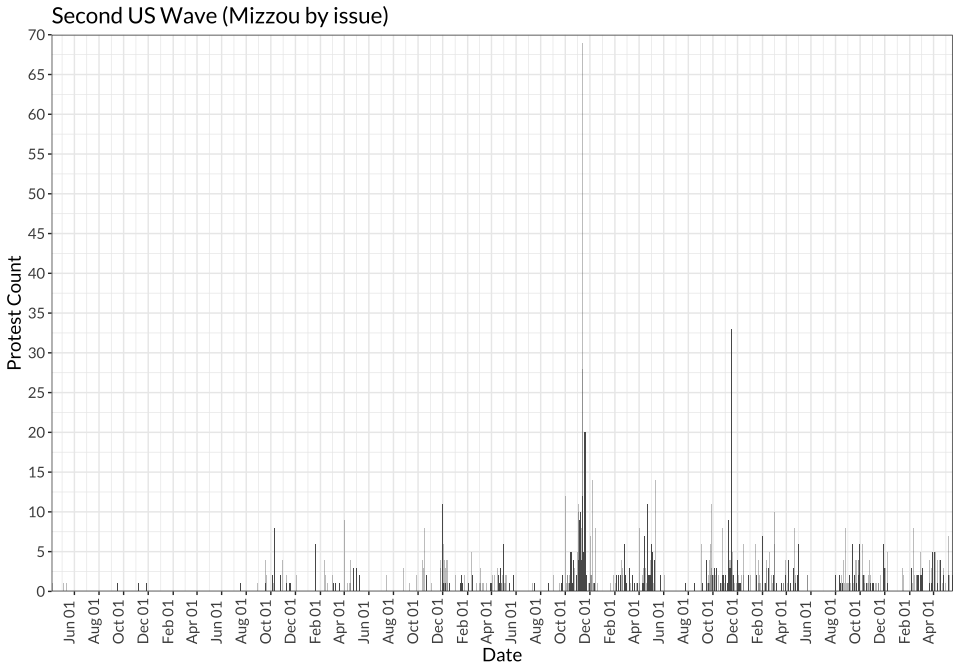 Second US Wave (Mizzou by issue)
70
65
60
55
50
45
40
35
30
25
20
15
10
5
0
Protest Count
Jun 01
Aug 01
Oct 01
Dec 01
Feb 01
Apr 01
Jun 01
Aug 01
Oct 01
Dec 01
Feb 01
Apr 01
Jun 01
Aug 01
Oct 01
Dec 01
Feb 01
Apr 01
Jun 01
Aug 01
Oct 01
Dec 01
Feb 01
Apr 01
Jun 01
Aug 01
Oct 01
Dec 01
Feb 01
Apr 01
Jun 01
Aug 01
Oct 01
Dec 01
Feb 01
Apr 01
Date